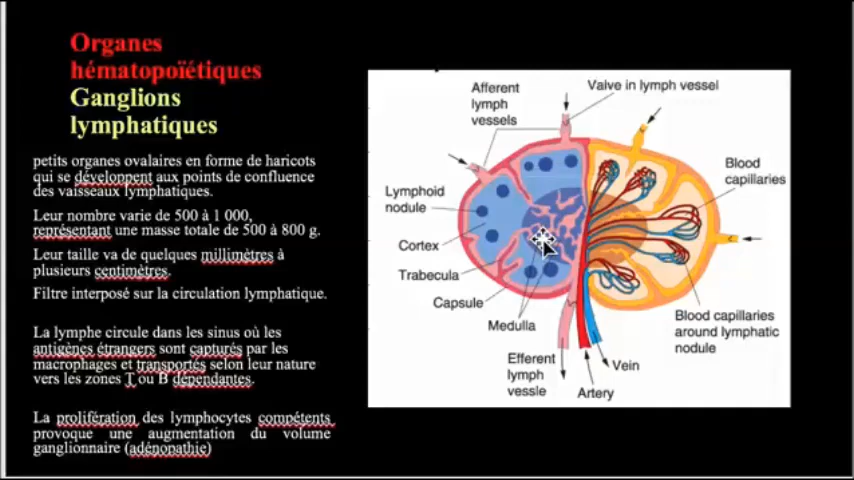 Organes
hématopoïétiques
Ganglions
lymphatiques
petits organes ovalaires en forme de haricots
qui se développent aux points de confluence
des vaisseaux lymphatiques.
Leur nombre varie de 500 à 1 000,
représentant une masse totale de 500 à 800 g.
Leur taille va de quelques millimètres à
plusieurs centimètres.
Filtre interposé sur la circulation lymphatique.
La lymphe circule dans les sinus où les
antigènes étrangers sont capturés par les
macrophages et transportés selon leur nature
vers les zones T ou B dépendantes.
La prolifération des lymphocytes compétents
provoque une augmentation du volume
ganglionnaire (adénopathie)
Afferent
lymph
vessels
Valve in lymph vessel
Blood
capillaries
Lymphoid
nodule
Cortex
Trabecula
Capsule
Medulla
Blood capillaries
around lymphatic
nodule
Efferent
lymph
vessle
Vein
Artery